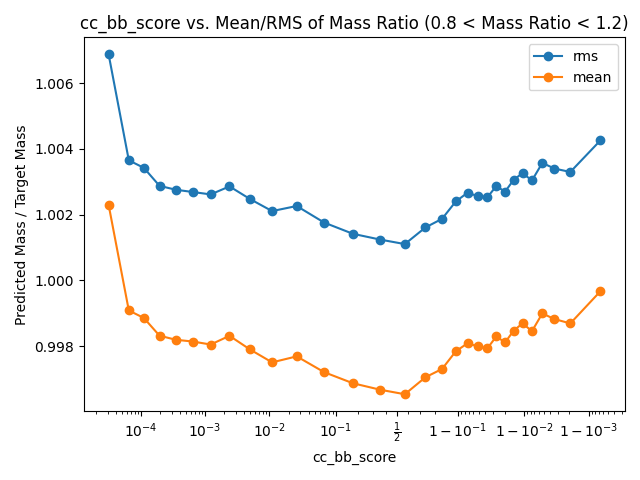 cc_bb_score vs. Mean/RMS of Mass Ratio (0.8 < Mass Ratio < 1.2)
rms
mean
1.006
1.004
1.002
1.000
0.998
Predicted Mass / Target Mass
10⁻⁴ 10⁻³ 10⁻² 10⁻¹ 1/2 1 − 10⁻¹ 1 − 10⁻² 1 − 10⁻³
cc_bb_score